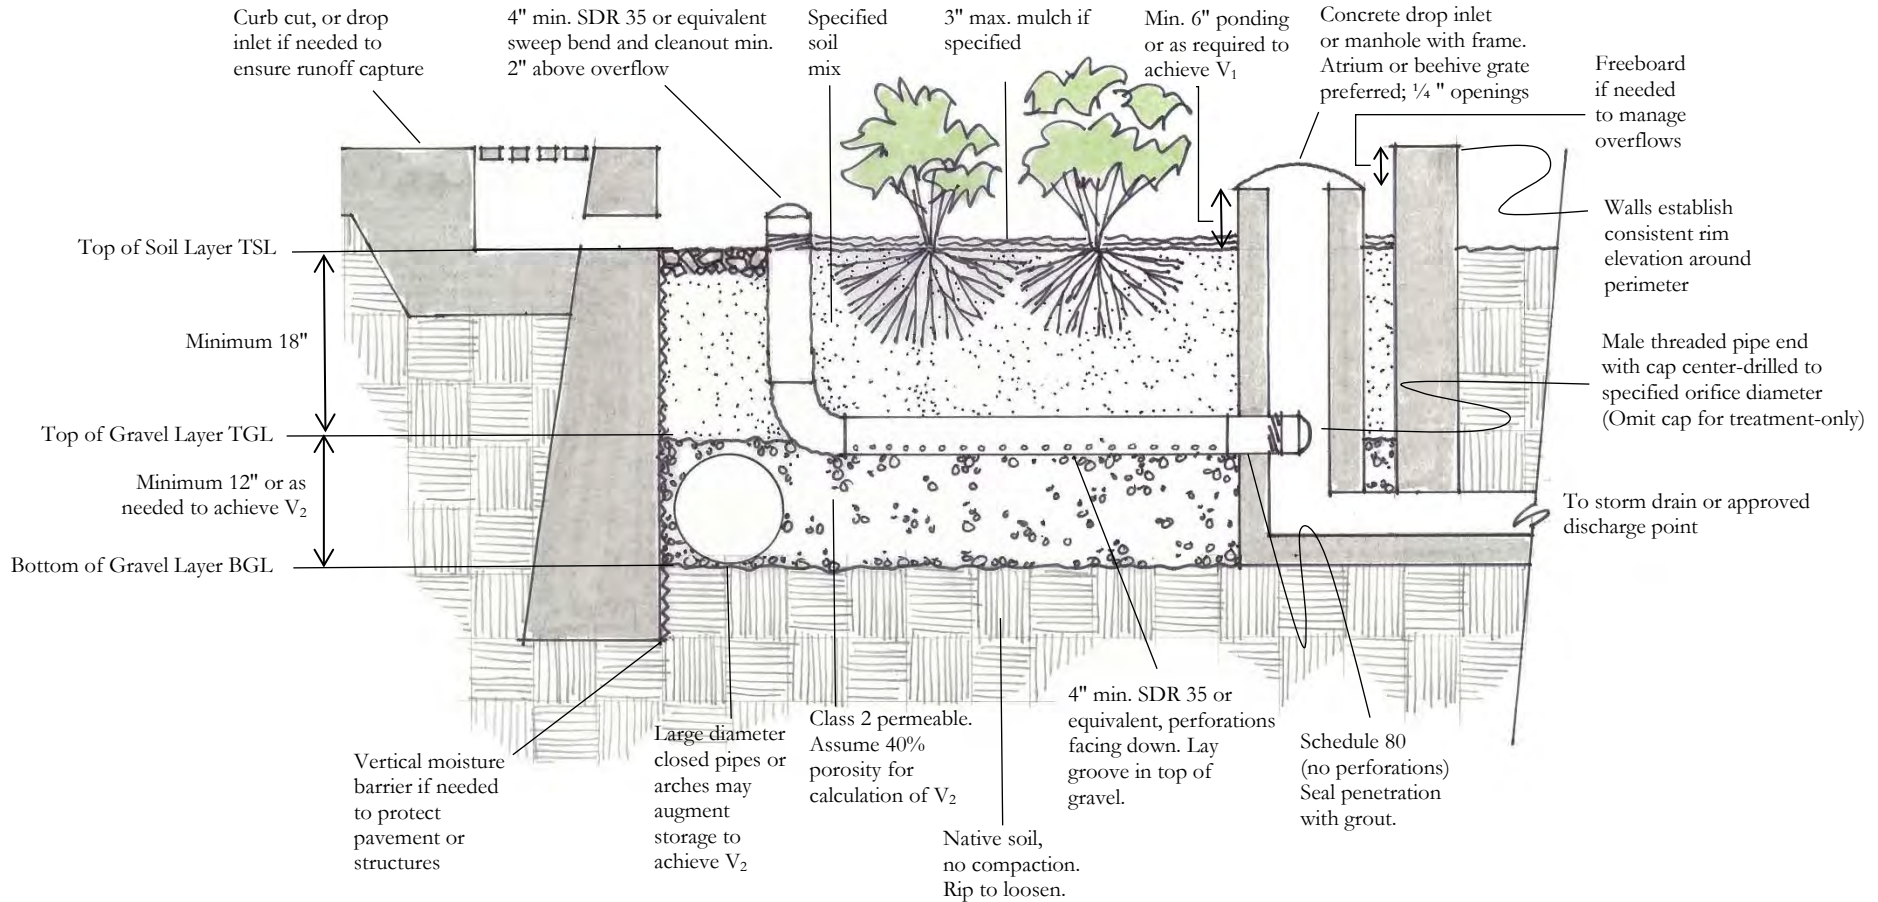 Curb cut, or drop
inlet if needed to
ensure runoff capture
4" min. SDR 35 or equivalent
sweep bend and cleanout min.
2" above overflow
Specified
soil
mix
3" max. mulch if
specified
Min. 6" ponding
or as required to
achieve V₁
Concrete drop inlet
or manhole with frame.
Atrium or beehive grate
preferred; ¼ " openings
Freeboard
if needed
to manage
overflows
Top of Soil Layer TSL
Minimum 18"
Top of Gravel Layer TGL
Minimum 12" or as
needed to achieve V₂
Bottom of Gravel Layer BGL
Walls establish
consistent rim
elevation around
perimeter
Male threaded pipe end
with cap center-drilled to
specified orifice diameter
(Omit cap for treatment-only)
To storm drain or approved
discharge point
Vertical moisture
barrier if needed
to protect
pavement or
structures
Large diameter
closed pipes or
arches may
augment
storage to
achieve V₂
Class 2 permeable.
Assume 40%
porosity for
calculation of V₂
Native soil,
no compaction.
Rip to loosen.
4" min. SDR 35 or
equivalent, perforations
facing down. Lay
groove in top of
gravel.
Schedule 80
(no perforations)
Seal penetration
with grout.